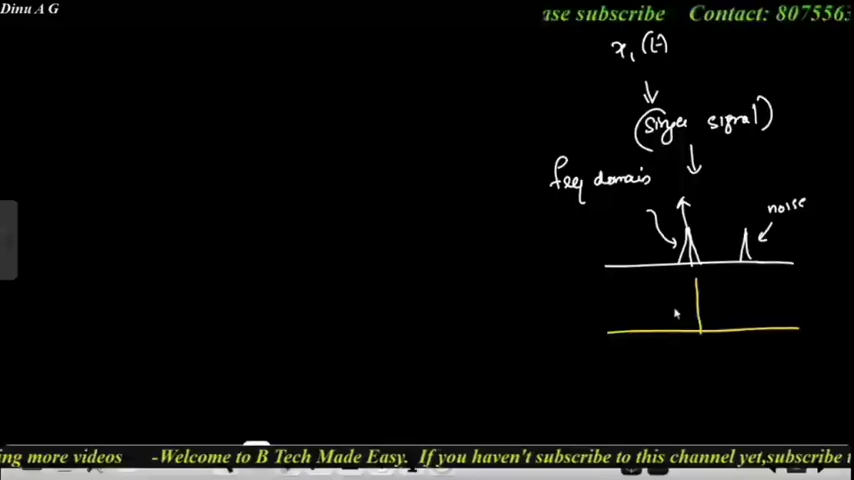 Dinu A G
ase subscribe Contact: 8075563
x₁(t)
(single signal)
freq domain
noise
ing more videos -Welcome to B Tech Made Easy. If you haven't subscribe to this channel yet,subscribe